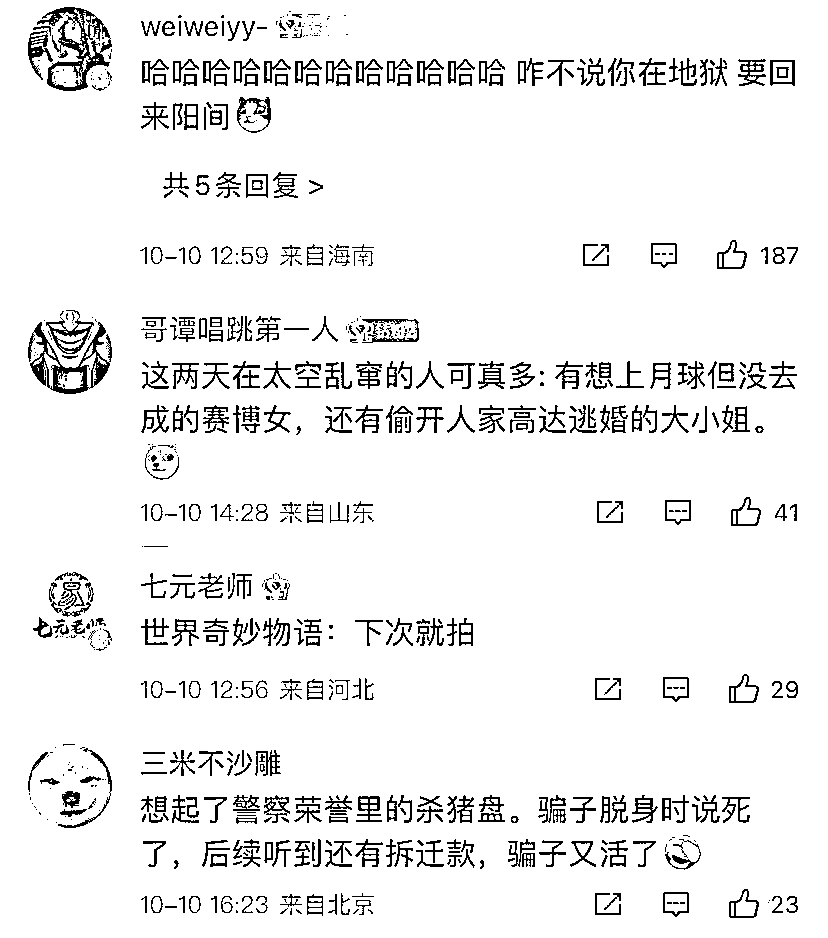 weiweiyy-
哈哈哈哈哈哈哈哈哈哈哈哈 咋不说你在地狱 要回
来阳间
共5条回复 >
10-10 12:59 来自海南
187
哥谭唱跳第一人
这两天在太空乱窜的人可真多: 有想上月球但没去
成的赛博女，还有偷开人家高达逃婚的大小姐。
10-10 14:28 来自山东
41
七元老师
七元老师
世界奇妙物语：下次就拍
10-10 12:56 来自河北
29
三米不沙雕
想起了警察荣誉里的杀猪盘。骗子脱身时说死
了，后续听到还有拆迁款，骗子又活了
10-10 16:23 来自北京
23